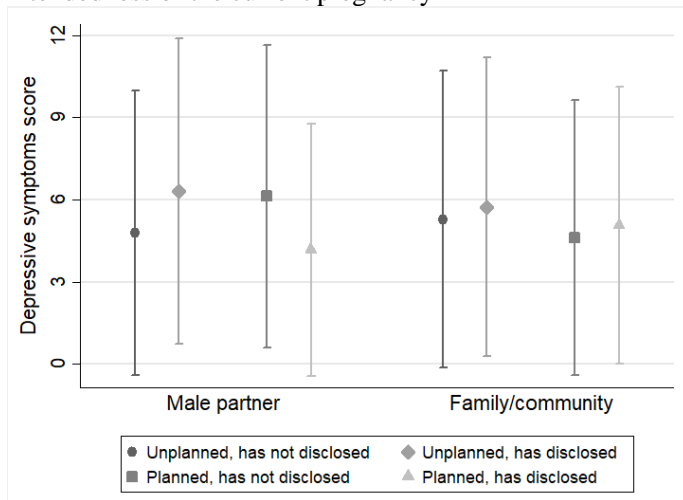 Depressive symptoms score
12
9
6
3
0
Male partner Family/community
Unplanned, has not disclosed Unplanned, has disclosed
Planned, has not disclosed Planned, has disclosed